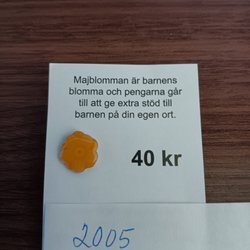 Majblomman är barnens
blomma och pengarna går
till att ge extra stöd till
barnen på din egen ort.
40 kr
2005